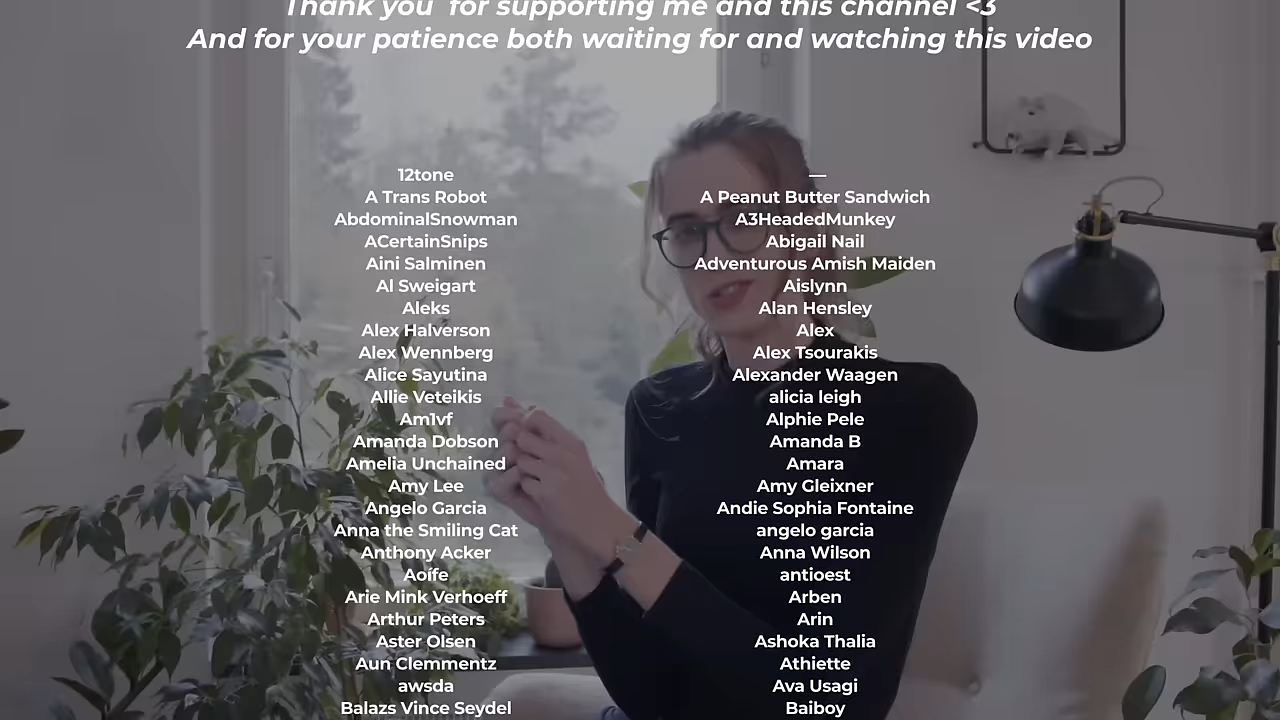 Thank you for supporting me and this channel <3
And for your patience both waiting for and watching this video
12tone
A Trans Robot
AbdominalSnowman
ACertainSnips
Aini Salminen
Al Sweigart
Aleks
Alex Halverson
Alex Wennberg
Alice Sayutina
Allie Veteikis
Am1vf
Amanda Dobson
Amelia Unchained
Amy Lee
Angelo Garcia
Anna the Smiling Cat
Anthony Acker
Aoífe
Arie Mink Verhoeff
Arthur Peters
Aster Olsen
Aun Clemmentz
awsda
Balazs Vince Seydel
—
A Peanut Butter Sandwich
A3HeadedMunkey
Abigail Nail
Adventurous Amish Maiden
Aislynn
Alan Hensley
Alex
Alex Tsourakis
Alexander Waagen
alicia leigh
Alphie Pele
Amanda B
Amara
Amy Gleixner
Andie Sophia Fontaine
angelo garcia
Anna Wilson
antioest
Arben
Arin
Ashoka Thalia
Athiette
Ava Usagi
Baiboy